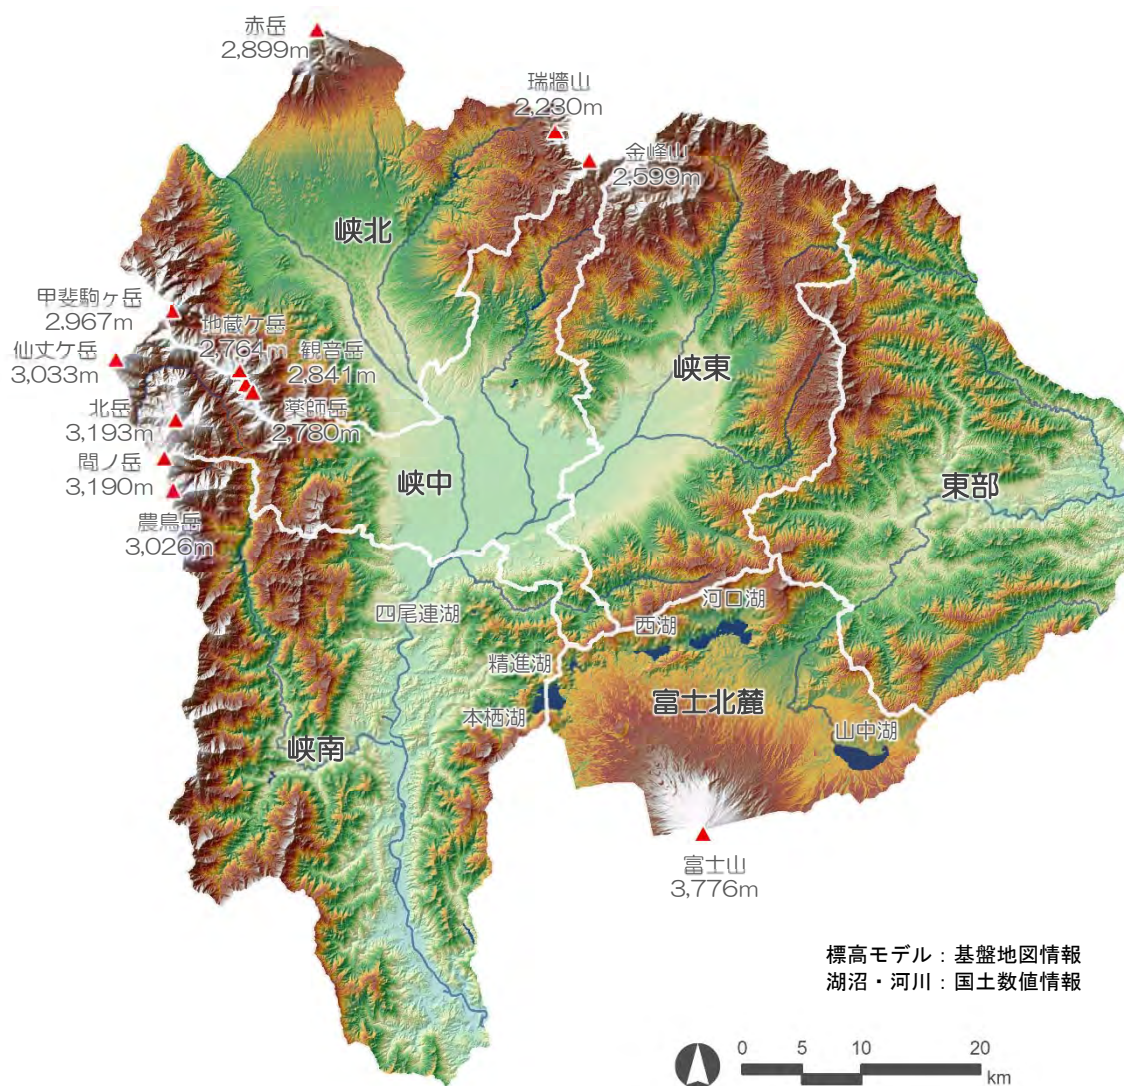 赤岳
2,899m
瑞牆山
2,230m
金峰山
2,599m
峡北
甲斐駒ヶ岳
2,967m
地蔵ケ岳
2,764m
観音岳
2,841m
仙丈ケ岳
3,033m
薬師岳
2,780m
峡東
北岳
3,193m
間ノ岳
3,190m
峡中
東部
農鳥岳
3,026m
四尾連湖
河口湖
西湖
精進湖
本栖湖
富士北麓
山中湖
峡南
富士山
3,776m
標高モデル：基盤地図情報
湖沼・河川：国土数値情報
0 5 10 20
km